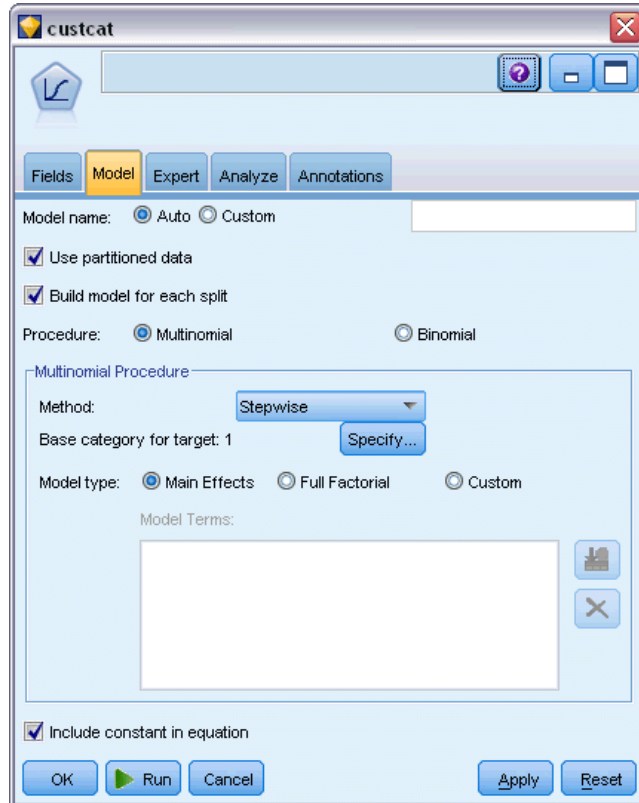 custcat
Fields Model Expert Analyze Annotations
Model name: Auto Custom
Use partitioned data
Build model for each split
Procedure: Multinomial Binomial
Multinomial Procedure
Method: Stepwise
Base category for target: 1 Specify...
Model type: Main Effects Full Factorial Custom
Model Terms:
Include constant in equation
OK Run Cancel Apply Reset